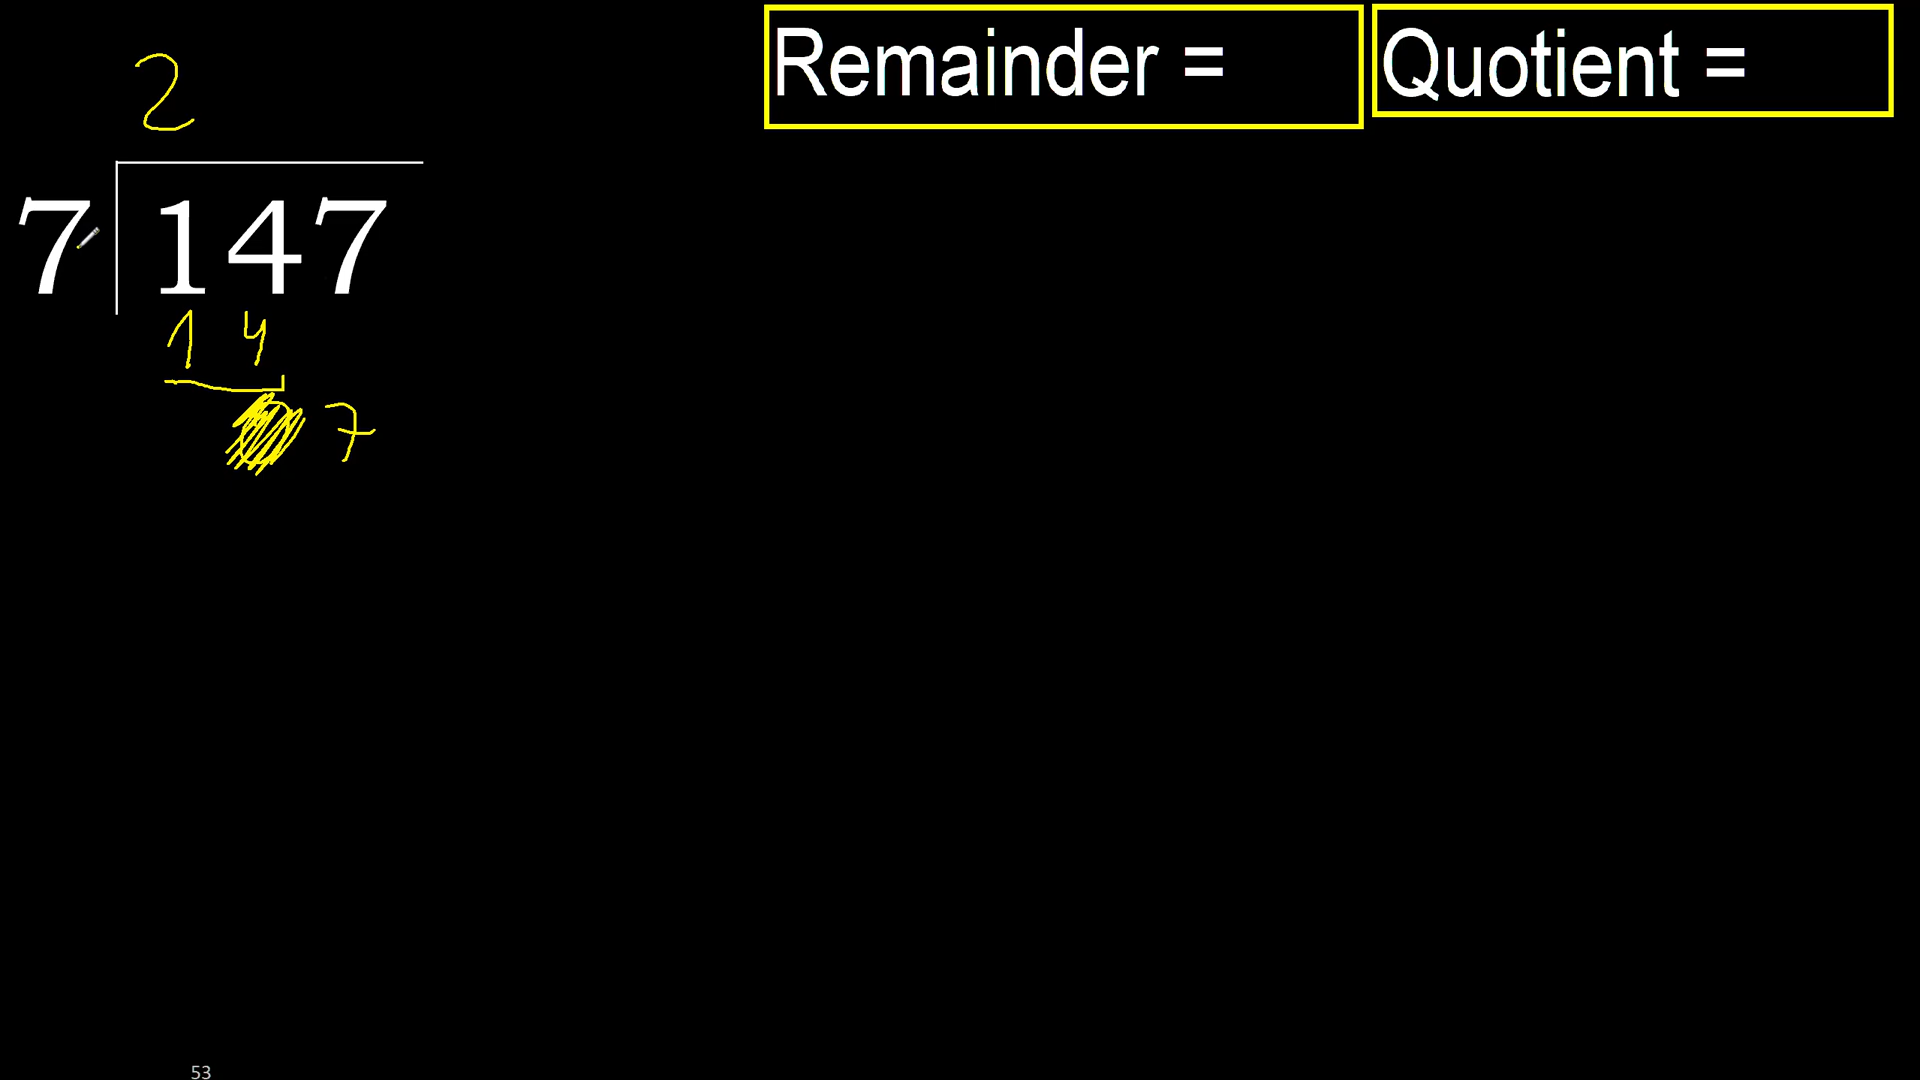 Remainder =
Quotient =
2
7 147
14
7
53